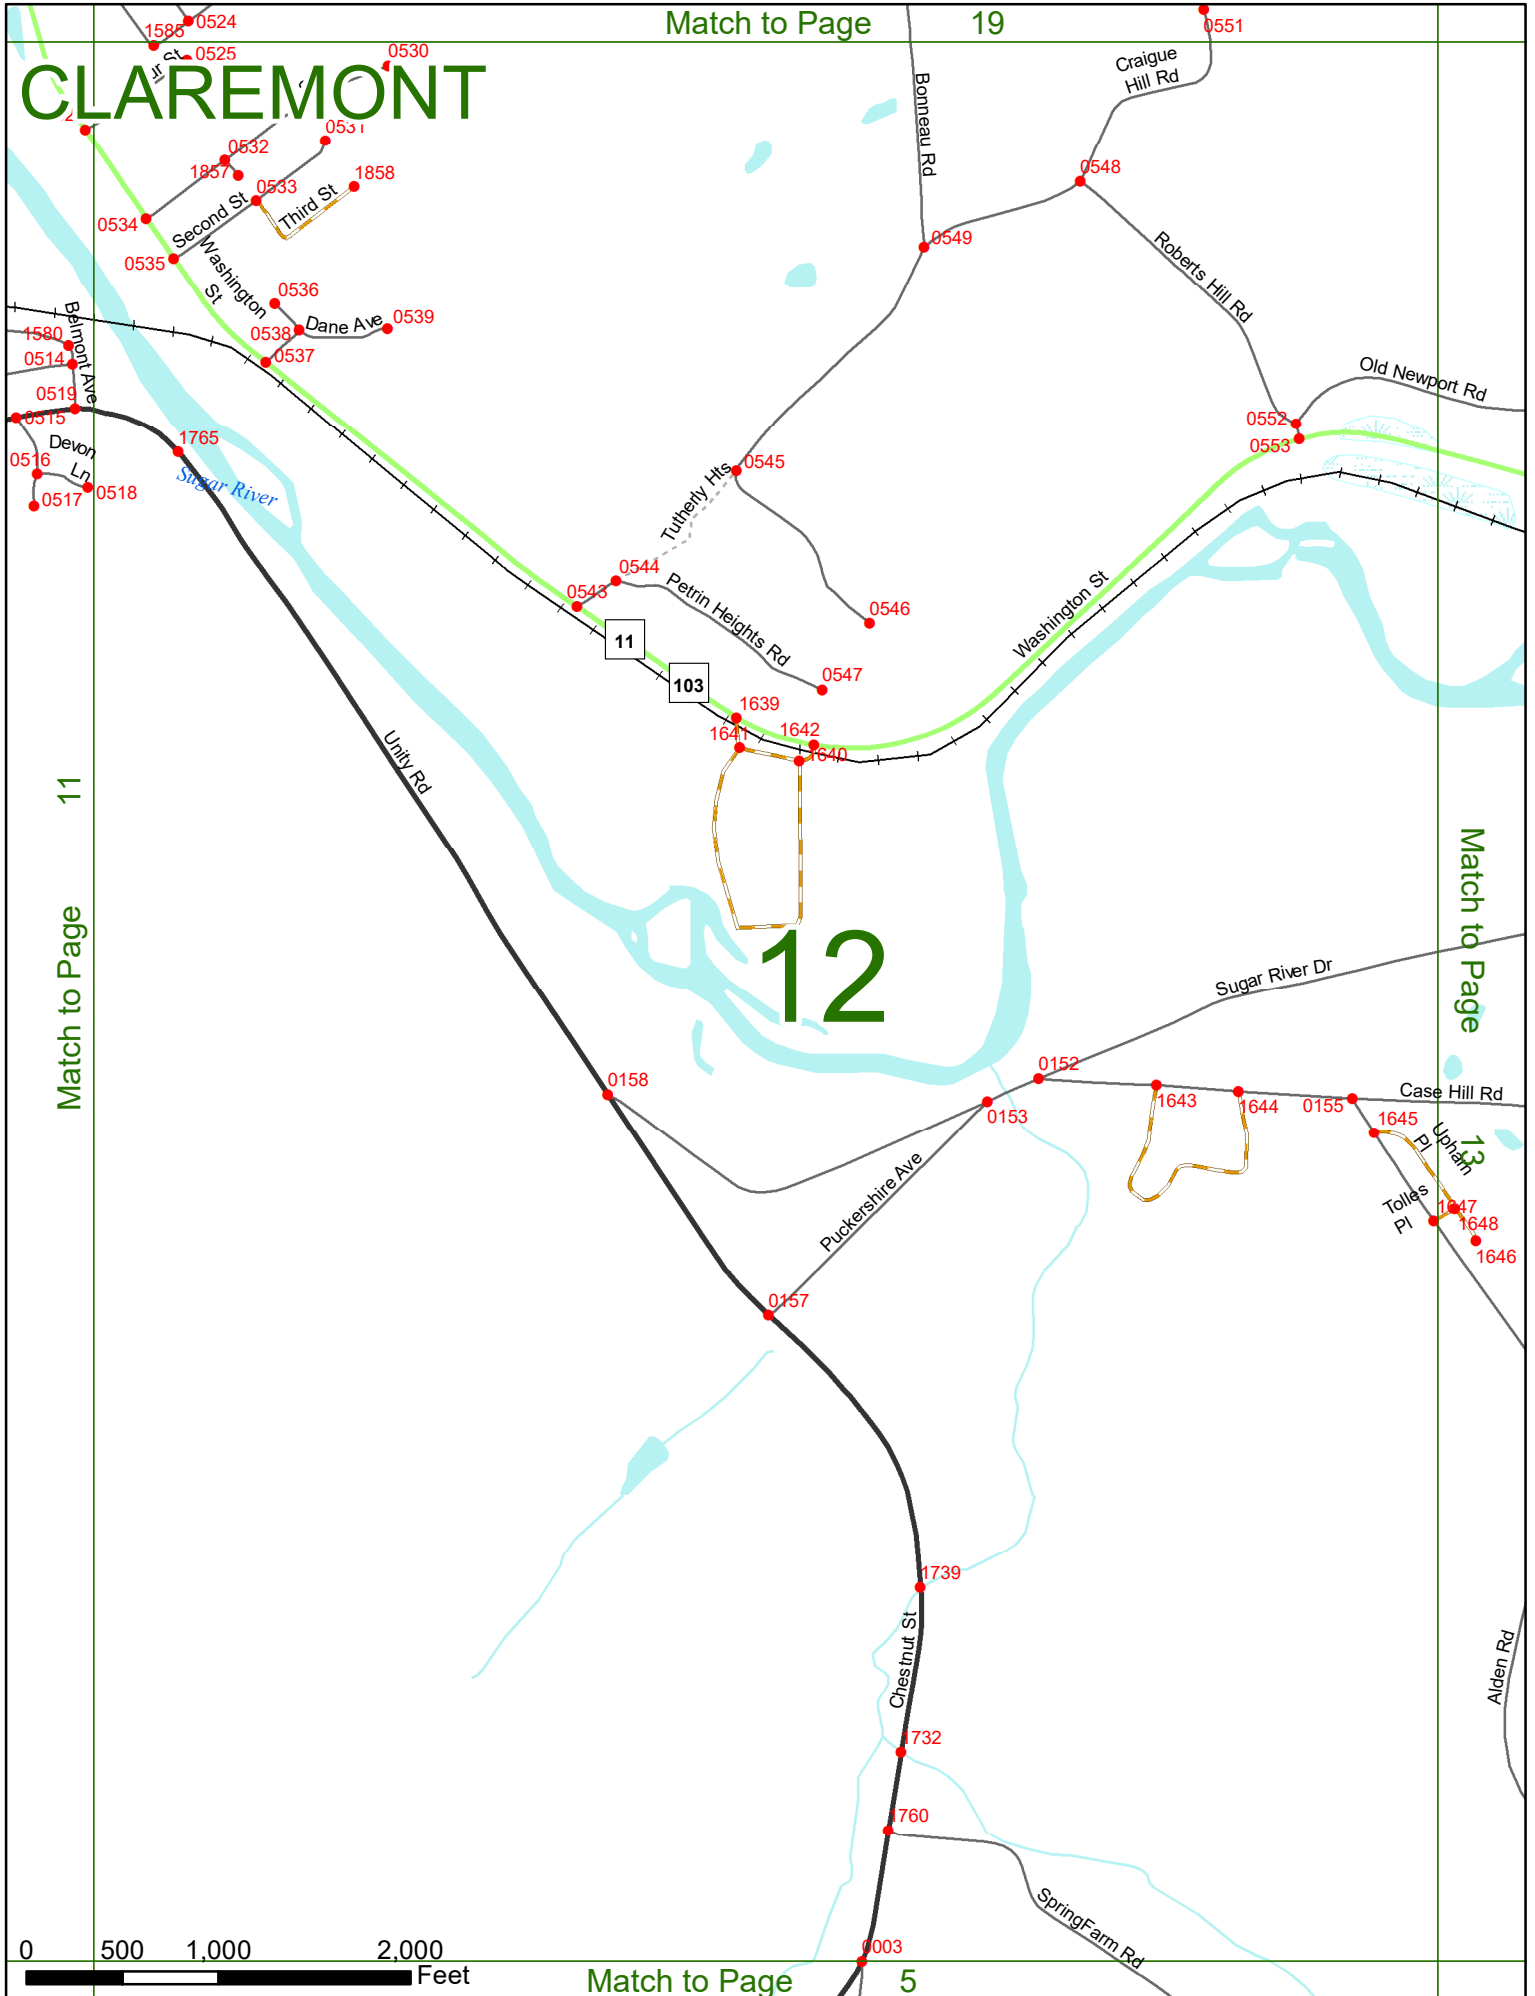 Match to Page 19
0524
1585
ur St
0525
0530
0551
CLAREMONT
Craigue
Hill Rd
Bonneau Rd
2
0531
0532
1857
0533
1858
0548
Third St
Second St
0534
0535
0549
Washington
St
Roberts Hill Rd
0536
0538
Dane Ave
0539
0537
Belmont Ave
1580
0514
0519
0515
Old Newport Rd
0552
0553
Devon
Ln
0516
0517
0518
1765
Sugar River
0545
Tutherly Hts
0544
0543
Petrin Heights Rd
0546
Washington St
11
103
0547
1639
1641
1642
1640
Unity Rd
Match to Page 11
Match to Page 13
12
Sugar River Dr
0158
0152
0153
1643
1644
0155
Case Hill Rd
1645
Upham
Pl
Tolles
Pl
1647
1648
1646
Puckershire Ave
0157
1739
Chestnut St
Alden Rd
1732
1760
SpringFarm Rd
0003
0 500 1,000 2,000
Feet
Match to Page 5